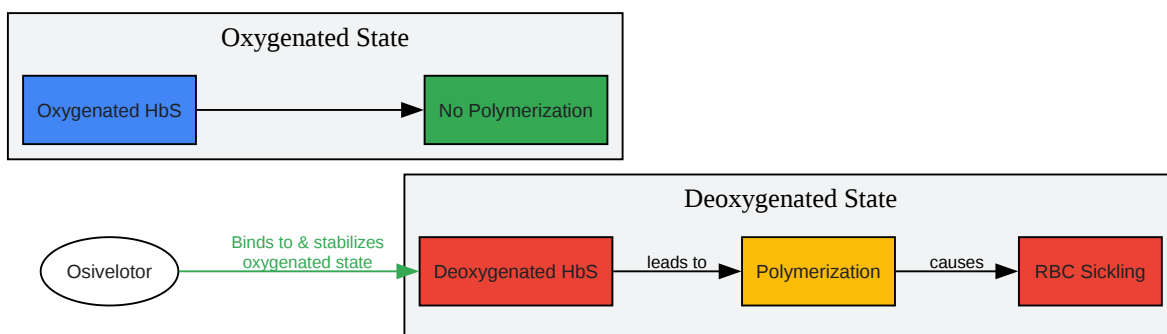 Oxygenated State
Oxygenated HbS
No Polymerization
Deoxygenated State
Osivelotor
Binds to & stabilizes
oxygenated state
Deoxygenated HbS
leads to
Polymerization
causes
RBC Sickling